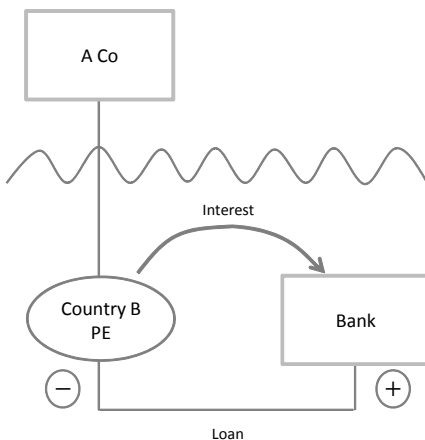 A Co
Interest
Country B
PE
Bank
−
+
Loan